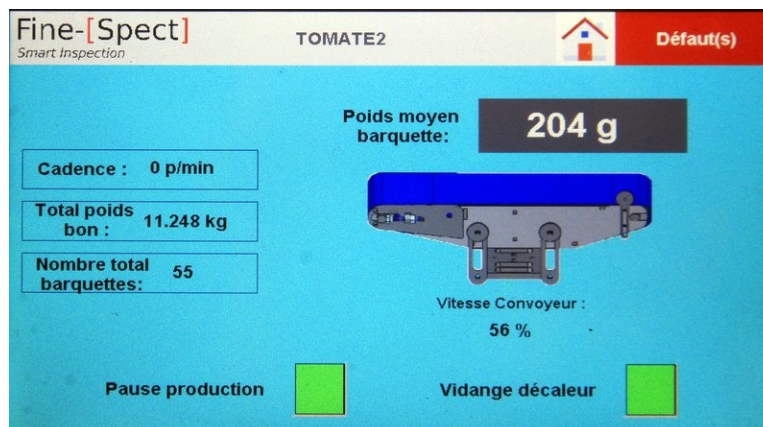 Fine-[Spect]
Smart Inspection
TOMATE2
Défaut(s)
Poids moyen
barquette:
204 g
Cadence : 0 p/min
Total poids
bon : 11.248 kg
Nombre total
barquettes: 55
Vitesse Convoyeur :
56 %
Pause production
Vidange décaleur